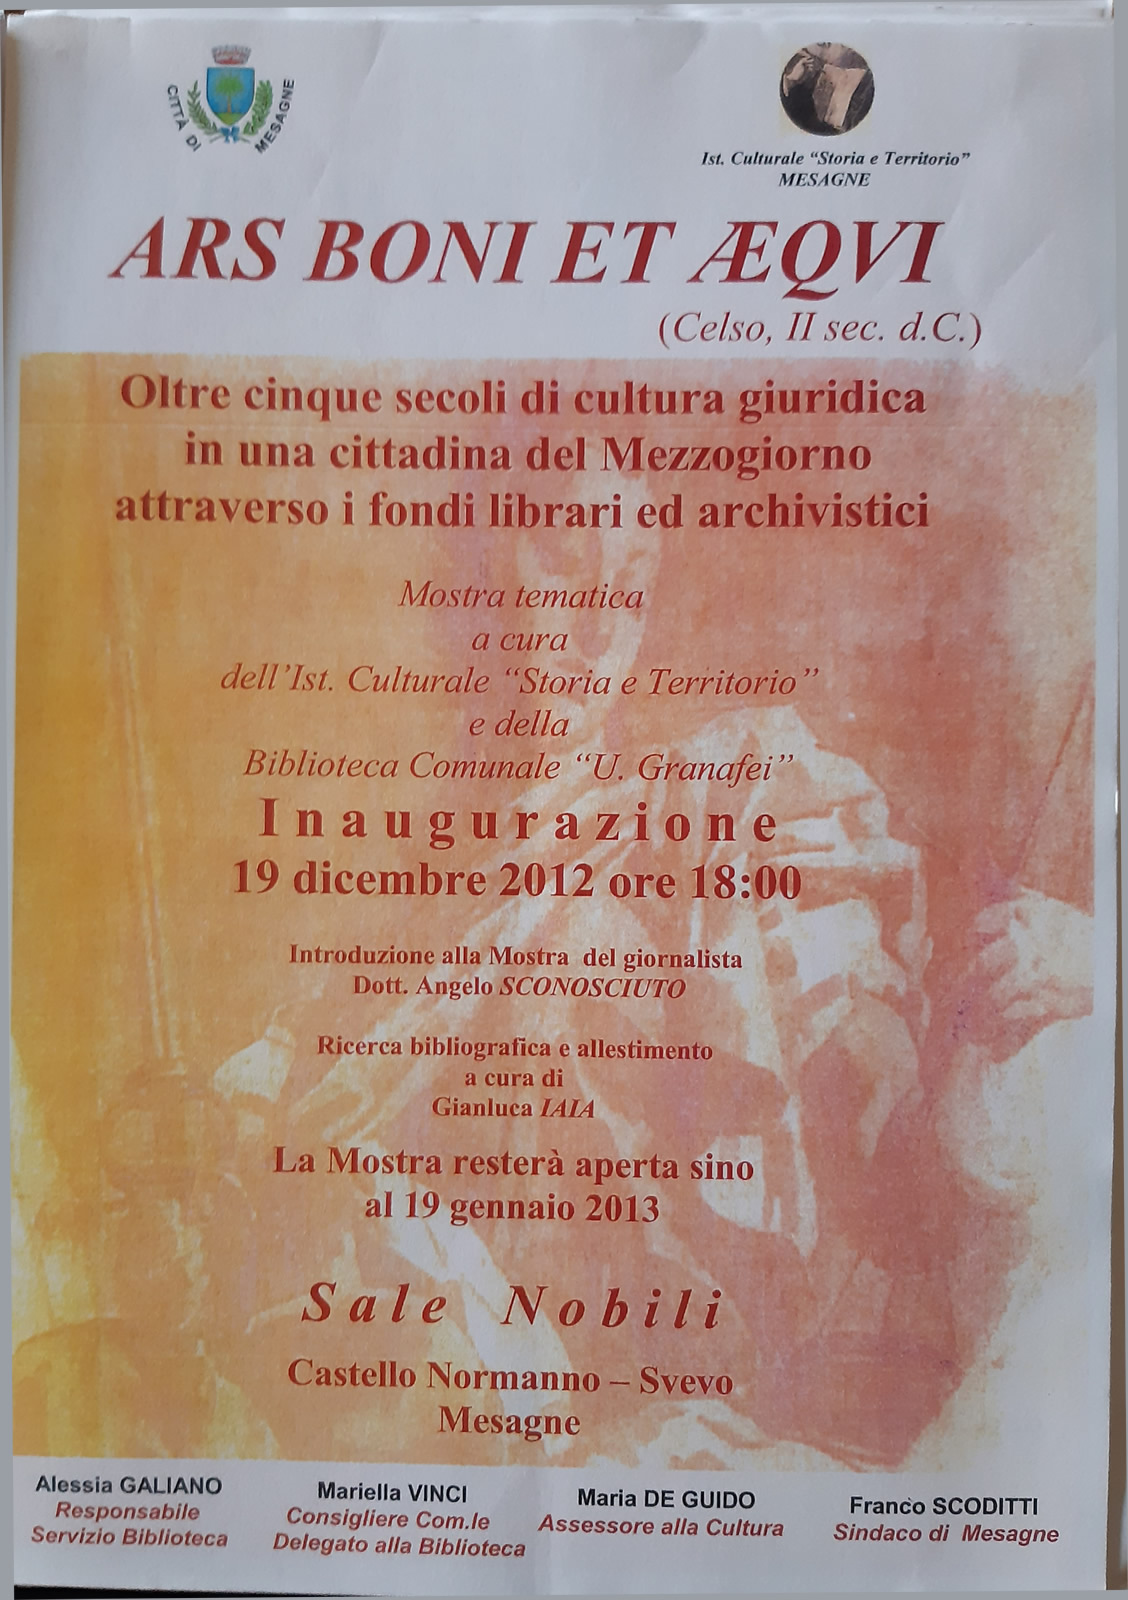 CITTÀ DI MESAGNE
Ist. Culturale “Storia e Territorio”
MESAGNE
ARS BONI ET ÆQVI
(Celso, II sec. d.C.)
Oltre cinque secoli di cultura giuridica
in una cittadina del Mezzogiorno
attraverso i fondi librari ed archivistici
Mostra tematica
a cura
dell’Ist. Culturale “Storia e Territorio”
e della
Biblioteca Comunale “U. Granafei”
Inaugurazione
19 dicembre 2012 ore 18:00
Introduzione alla Mostra del giornalista
Dott. Angelo SCONOSCIUTO
Ricerca bibliografica e allestimento
a cura di
Gianluca IAIA
La Mostra resterà aperta sino
al 19 gennaio 2013
Sale Nobili
Castello Normanno – Svevo
Mesagne
Alessia GALIANO
Responsabile
Servizio Biblioteca
Mariella VINCI
Consigliere Com.le
Delegato alla Biblioteca
Maria DE GUIDO
Assessore alla Cultura
Franco SCODITTI
Sindaco di Mesagne